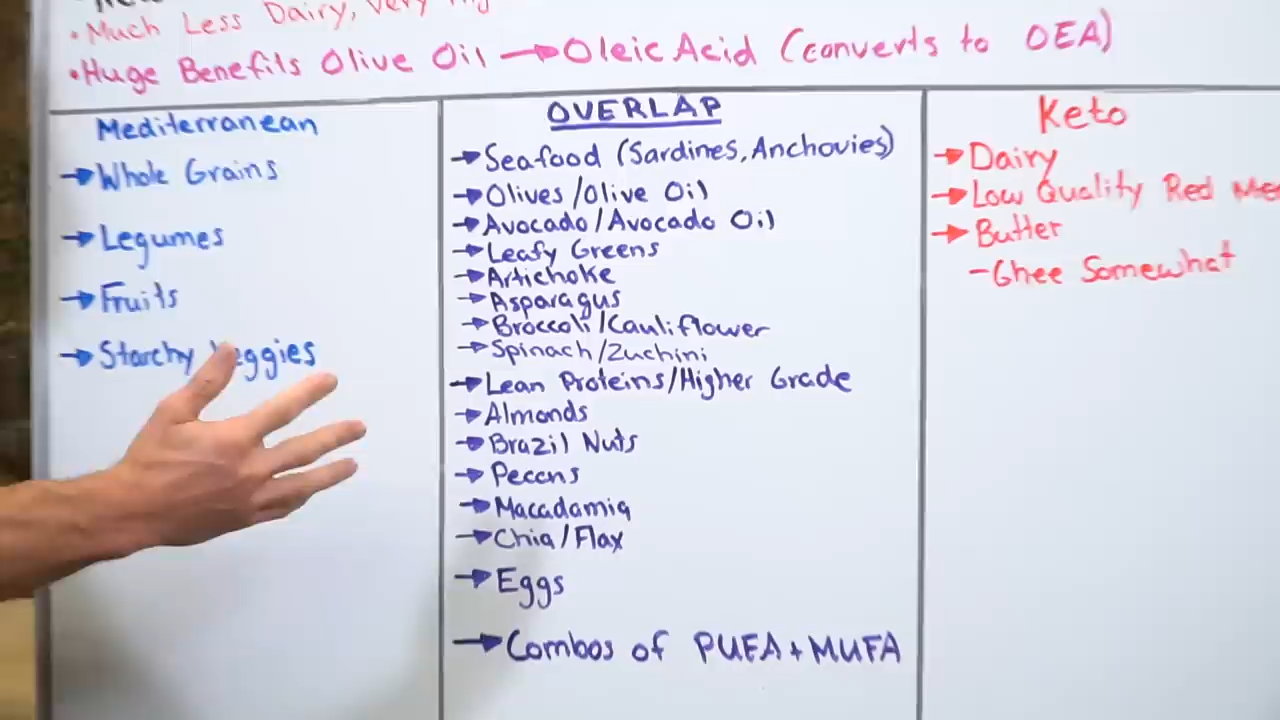 • Much Less Dairy, Very
• Huge Benefits Olive Oil → Oleic Acid (converts to OEA)
Mediterranean
→ Whole Grains
→ Legumes
→ Fruits
→ Starchy Veggies
OVERLAP
→ Seafood (Sardines, Anchovies)
→ Olives/Olive Oil
→ Avocado/Avocado Oil
→ Leafy Greens
→ Artichoke
→ Asparagus
→ Broccoli/Cauliflower
→ Spinach/Zuchini
→ Lean Proteins/Higher Grade
→ Almonds
→ Brazil Nuts
→ Pecans
→ Macadamia
→ Chia/Flax
→ Eggs
→ Combos of PUFA + MUFA
Keto
→ Dairy
→ Low Quality Red
→ Butter
- Ghee Somewhat